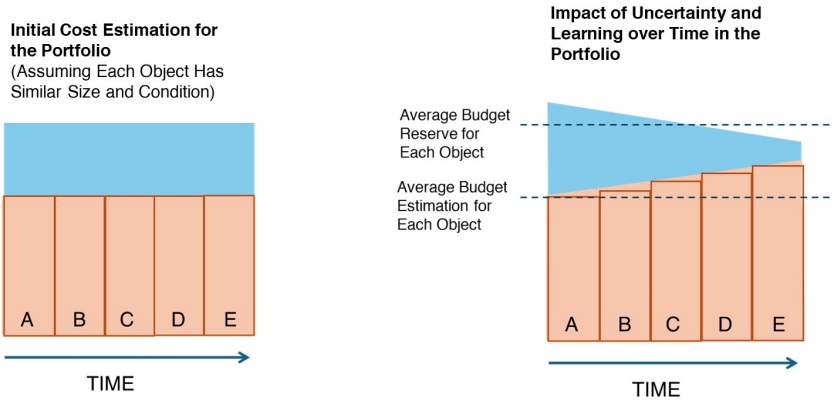 Initial Cost Estimation for
the Portfolio
(Assuming Each Object Has
Similar Size and Condition)
A B C D E
TIME
Impact of Uncertainty and
Learning over Time in the
Portfolio
Average Budget
Reserve for
Each Object
Average Budget
Estimation for
Each Object
A B C D E
TIME